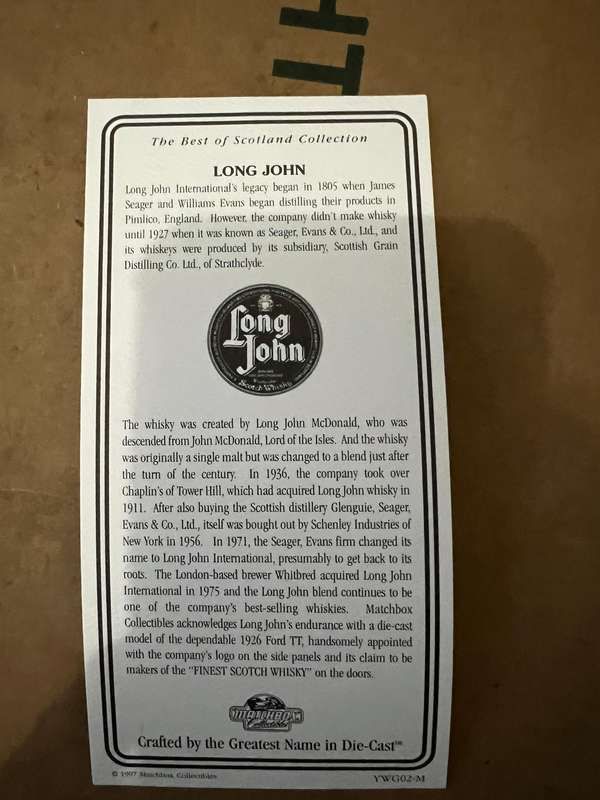 The Best of Scotland Collection
LONG JOHN
Long John International's legacy began in 1805 when James
Seager and Williams Evans began distilling their products in
Pimlico, England. However, the company didn't make whisky
until 1927 when it was known as Seager, Evans & Co., Ltd., and
its whiskeys were produced by its subsidiary, Scottish Grain
Distilling Co. Ltd., of Strathclyde.
Long
John
Scotch Whisky
The whisky was created by Long John McDonald, who was
descended from John McDonald, Lord of the Isles. And the whisky
was originally a single malt but was changed to a blend just after
the turn of the century. In 1936, the company took over
Chaplin's of Tower Hill, which had acquired Long John whisky in
1911. After also buying the Scottish distillery Glenguie, Seager,
Evans & Co., Ltd., itself was bought out by Schenley Industries of
New York in 1956. In 1971, the Seager, Evans firm changed its
name to Long John International, presumably to get back to its
roots. The London-based brewer Whitbred acquired Long John
International in 1975 and the Long John blend continues to be
one of the company's best-selling whiskies. Matchbox
Collectibles acknowledges Long John's endurance with a die-cast
model of the dependable 1926 Ford TT, handsomely appointed
with the company's logo on the side panels and its claim to be
makers of the "FINEST SCOTCH WHISKY" on the doors.
MATCHBOX
Collectibles
Crafted by the Greatest Name in Die-Cast™
© 1997 Matchbox Collectibles
YWG02-M